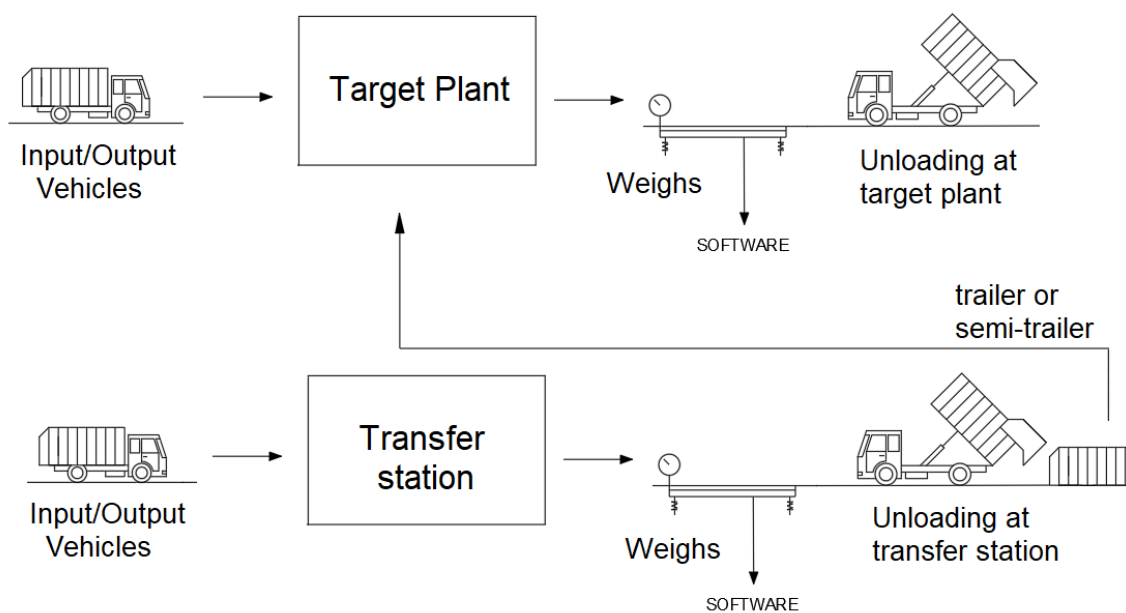 Target Plant
Input/Output
Vehicles
Weighs
Unloading at
target plant
SOFTWARE
trailer or
semi-trailer
Transfer
station
Input/Output
Vehicles
Weighs
Unloading at
transfer station
SOFTWARE